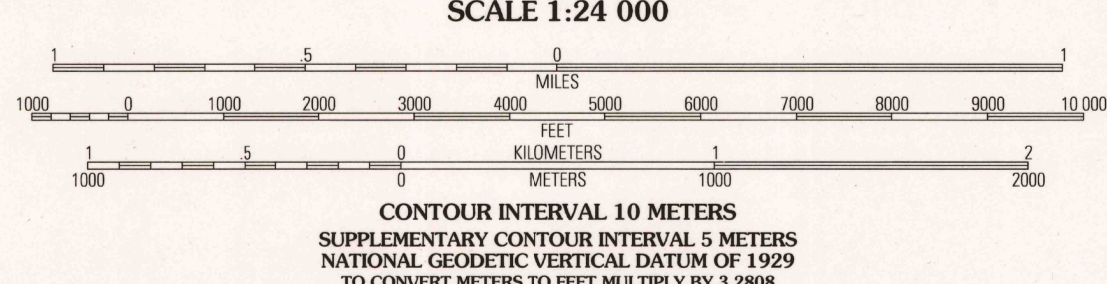 SCALE 1:24 000
1 .5 0 1
MILES
1000 0 1000 2000 3000 4000 5000 6000 7000 8000 9000 10 000
FEET
1 .5 0 KILOMETERS 1 2
1000 0 METERS 1000 2000
CONTOUR INTERVAL 10 METERS
SUPPLEMENTARY CONTOUR INTERVAL 5 METERS
NATIONAL GEODETIC VERTICAL DATUM OF 1929
TO CONVERT METERS TO FEET MULTIPLY BY 3.2808